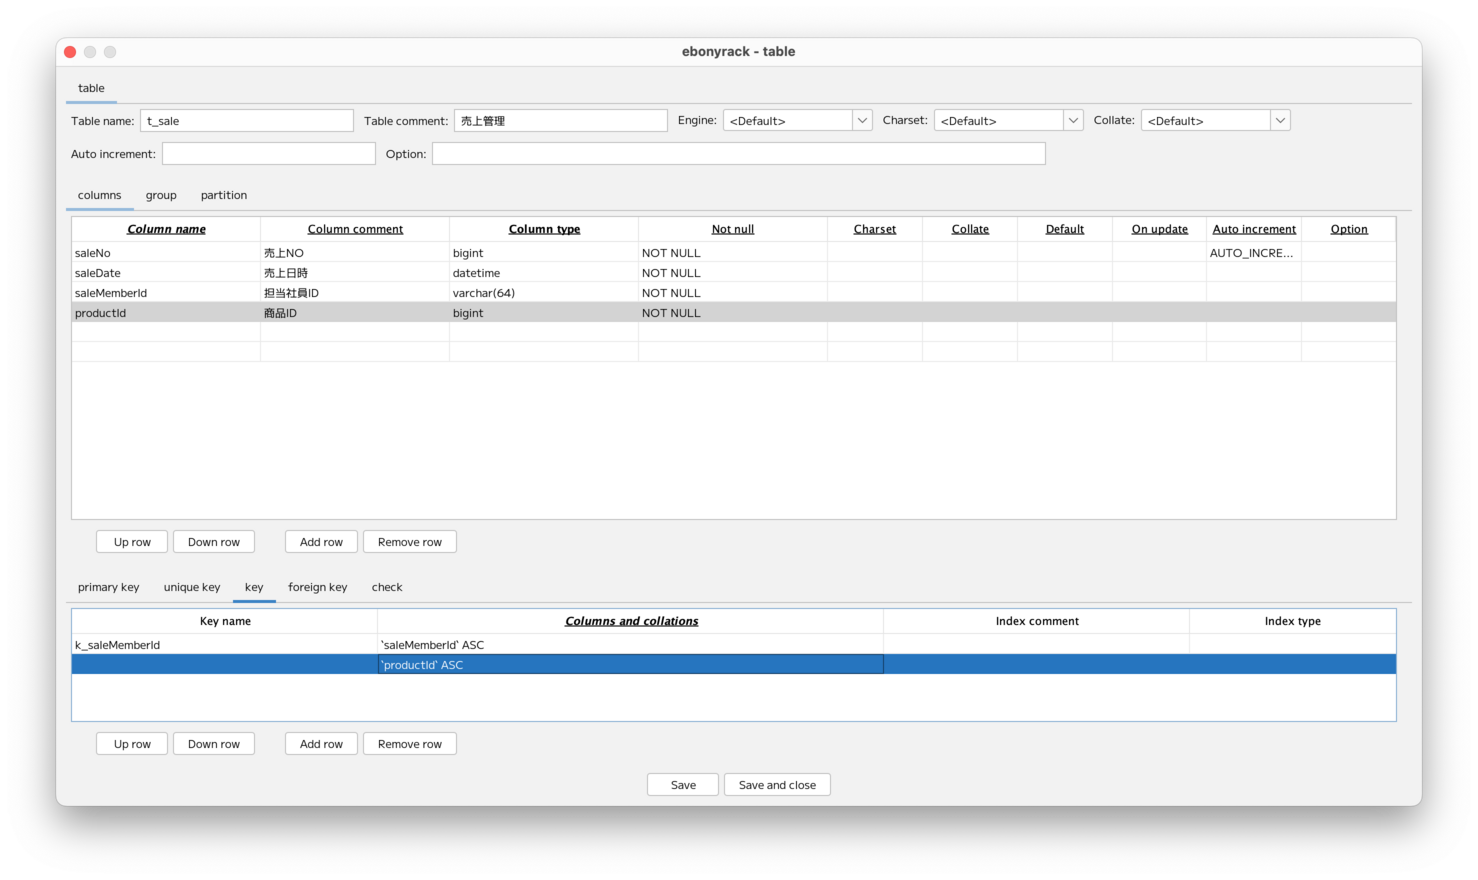 ebonyrack - table
table
Table name: t_sale Table comment: 売上管理 Engine: <Default> Charset: <Default> Collate: <Default>
Auto increment: Option:
columns group partition
Column name Column comment Column type Not null Charset Collate Default On update Auto increment Option
saleNo 売上NO bigint NOT NULL AUTO_INCRE...
saleDate 売上日時 datetime NOT NULL
saleMemberId 担当社員ID varchar(64) NOT NULL
productId 商品ID bigint NOT NULL
Up row Down row Add row Remove row
primary key unique key key foreign key check
Key name Columns and collations Index comment Index type
k_saleMemberId `saleMemberId` ASC
`productId` ASC
Up row Down row Add row Remove row
Save Save and close